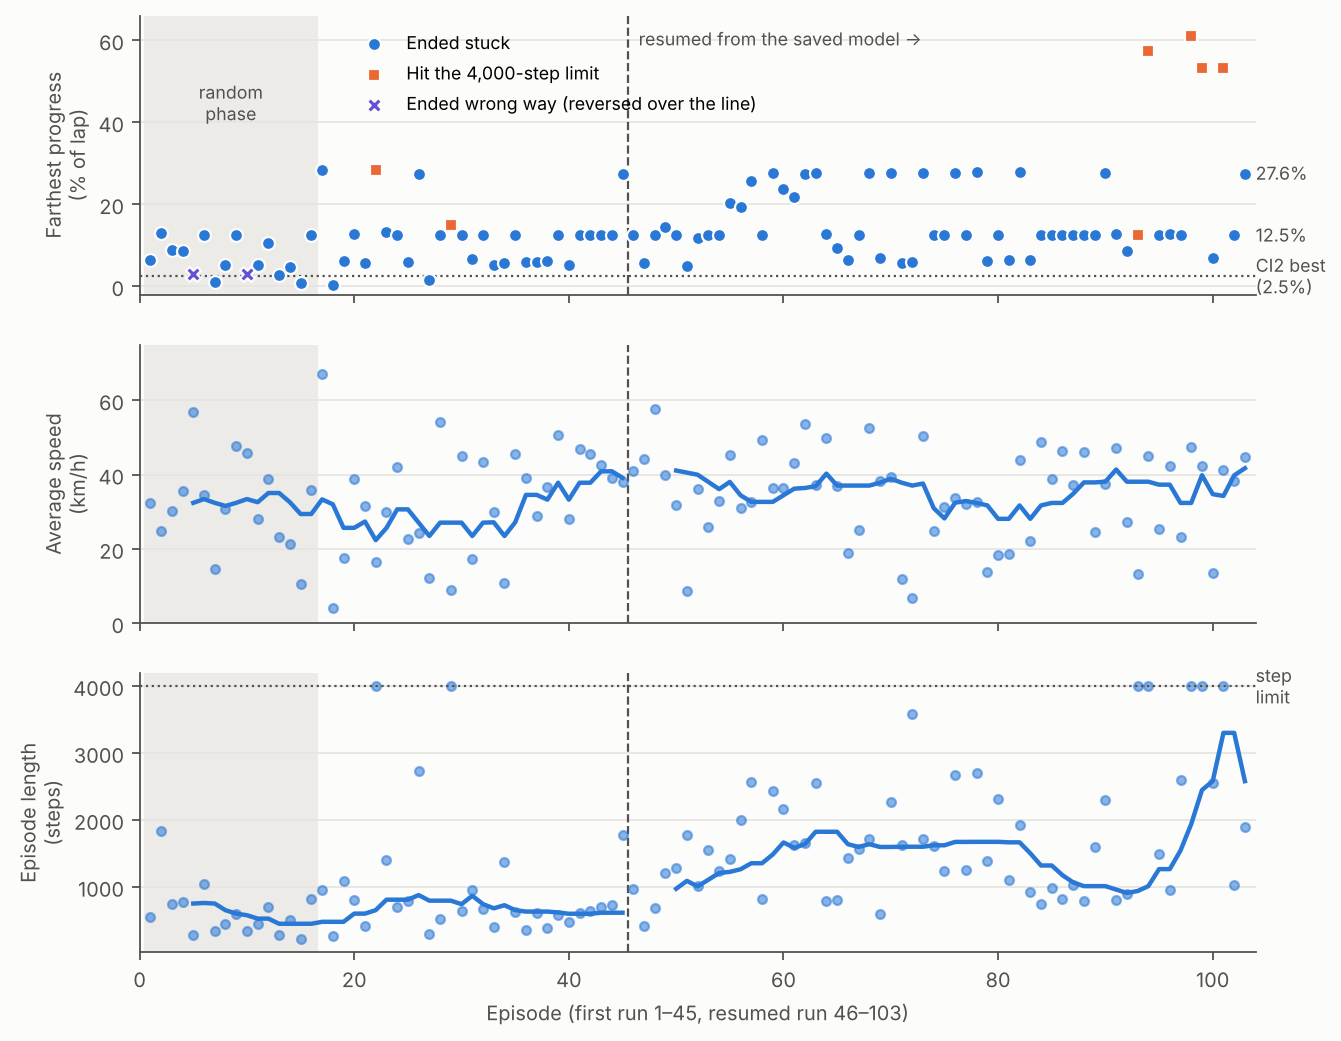 60
40
20
0
Farthest progress
(% of lap)
random
phase
Ended stuck
Hit the 4,000-step limit
Ended wrong way (reversed over the line)
resumed from the saved model →
27.6%
12.5%
CI2 best
(2.5%)
60
40
20
0
Average speed
(km/h)
4000
3000
2000
1000
Episode length
(steps)
step
limit
0 20 40 60 80 100
Episode (first run 1–45, resumed run 46–103)